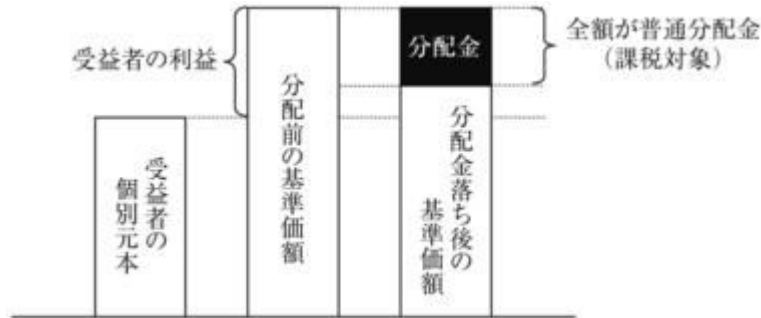 受益者の利益
受益者の
個別元本
分配前の基準価額
分配金
分配金落ち後の
基準価額
全額が普通分配金
（課税対象）